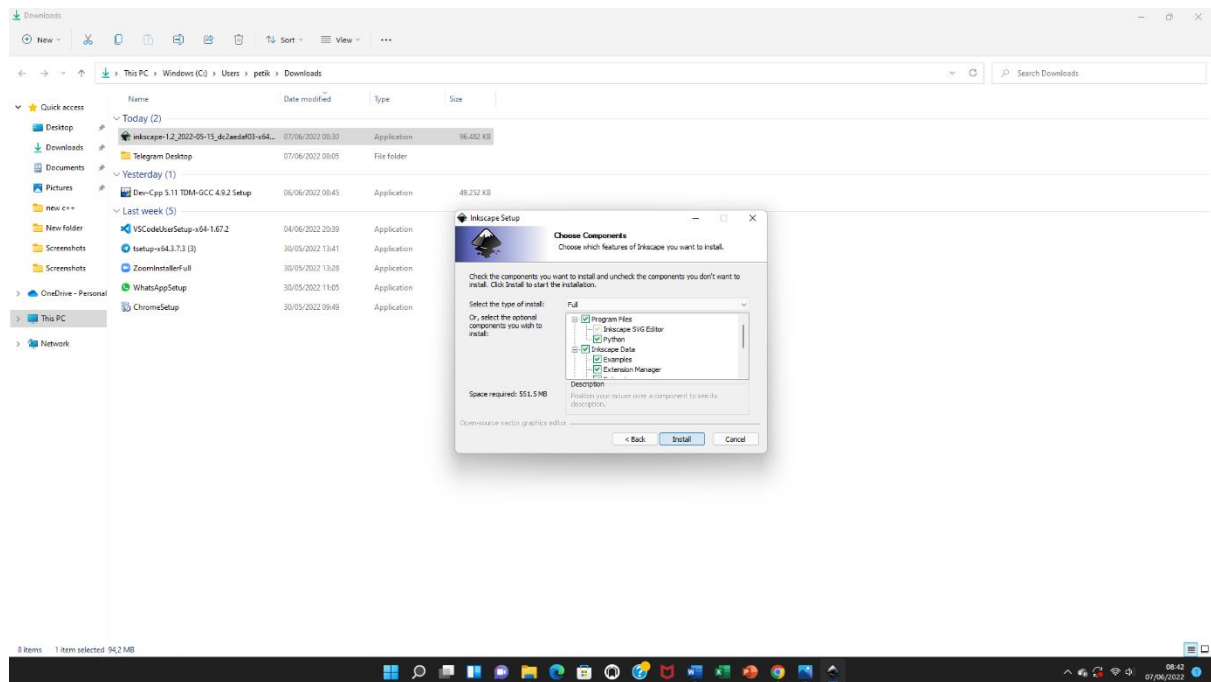 Downloads
New
Sort
View
This PC > Windows (C:) > Users > petik > Downloads
Search Downloads
Quick access
Desktop
Downloads
Documents
Pictures
new c++
New folder
Screenshots
Screenshots
OneDrive - Personal
This PC
Network
Name Date modified Type Size
Today (2)
inkscape-1.2_2022-05-15_dc2aedaf03-x64... 07/06/2022 08:30 Application 96.482 KB
Telegram Desktop 07/06/2022 08:05 File folder
Yesterday (1)
Dev-Cpp 5.11 TDM-GCC 4.9.2 Setup 06/06/2022 08:45 Application 49.252 KB
Last week (5)
VSCodeUserSetup-x64-1.67.2 04/06/2022 20:39 Application
tsetup-x64.3.7.3 (3) 30/05/2022 13:41 Application
ZoomInstallerFull 30/05/2022 13:28 Application
WhatsAppSetup 30/05/2022 11:05 Application
ChromeSetup 30/05/2022 09:49 Application
Inkscape Setup
Choose Components
Choose which features of Inkscape you want to install.
Check the components you want to install and uncheck the components you don't want to
install. Click Install to start the installation.
Select the type of install: Full
Or, select the optional
components you wish to
install:
Program Files
Inkscape SVG Editor
Python
Inkscape Data
Examples
Extension Manager
Space required: 551.5 MB
Description
Position your mouse over a component to see its
description.
Open-source vector graphics editor
< Back Install Cancel
8 items 1 item selected 94,2 MB
08:42
07/06/2022